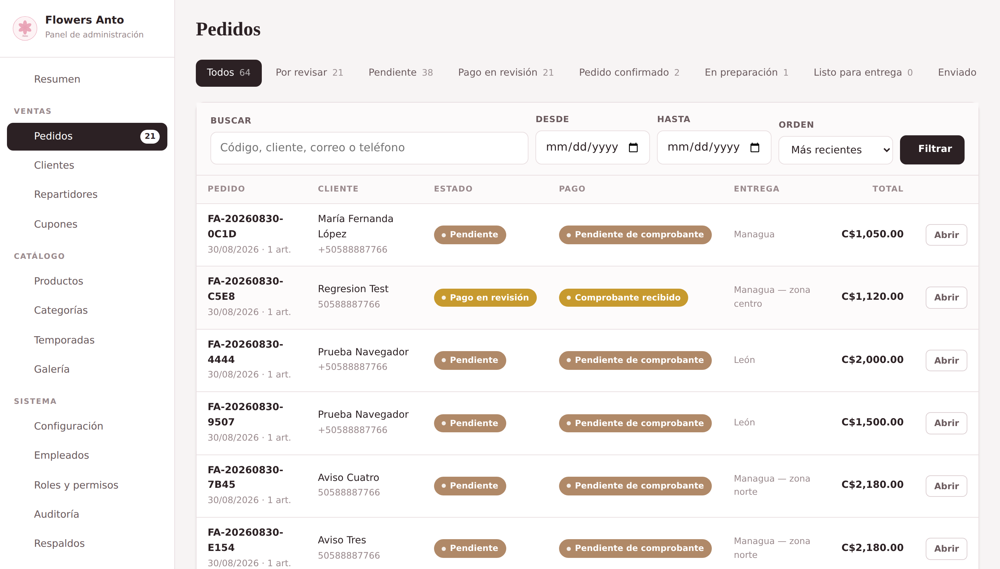 Flowers Anto
Panel de administración
Anto
Resumen
VENTAS
Pedidos 21
Clientes
Repartidores
Cupones
CATÁLOGO
Productos
Categorías
Temporadas
Galería
SISTEMA
Configuración
Empleados
Roles y permisos
Auditoría
Respaldos
Pedidos
Todos 64 Por revisar 21 Pendiente 38 Pago en revisión 21 Pedido confirmado 2 En preparación 1 Listo para entrega 0 Enviado
BUSCAR DESDE HASTA ORDEN
Código, cliente, correo o teléfono mm/dd/yyyy mm/dd/yyyy Más recientes Filtrar
PEDIDO CLIENTE ESTADO PAGO ENTREGA TOTAL
FA-20260830-
0C1D
30/08/2026 · 1 art.
María Fernanda
López
+50588887766
Pendiente
Pendiente de comprobante
Managua
C$1,050.00
Abrir
FA-20260830-
C5E8
30/08/2026 · 1 art.
Regresion Test
50588887766
Pago en revisión
Comprobante recibido
Managua — zona
centro
C$1,120.00
Abrir
FA-20260830-
4444
30/08/2026 · 1 art.
Prueba Navegador
+50588887766
Pendiente
Pendiente de comprobante
León
C$2,000.00
Abrir
FA-20260830-
9507
30/08/2026 · 1 art.
Prueba Navegador
+50588887766
Pendiente
Pendiente de comprobante
León
C$1,500.00
Abrir
FA-20260830-
7B45
30/08/2026 · 1 art.
Aviso Cuatro
50588887766
Pendiente
Pendiente de comprobante
Managua — zona
norte
C$2,180.00
Abrir
FA-20260830-
E154
30/08/2026 · 1 art.
Aviso Tres
50588887766
Pendiente
Pendiente de comprobante
Managua — zona
norte
C$2,180.00
Abrir